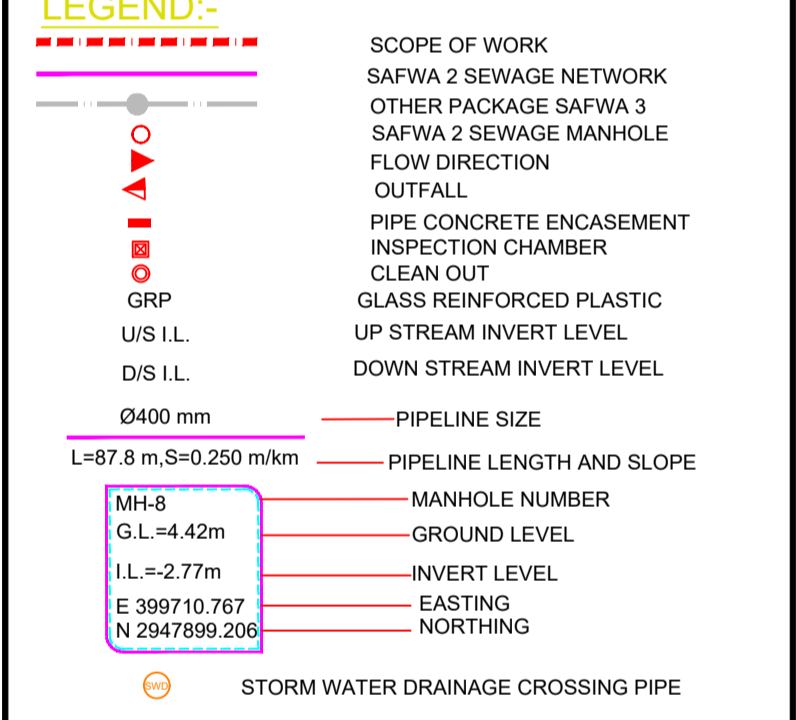 LEGEND:-
SCOPE OF WORK
SAFWA 2 SEWAGE NETWORK
OTHER PACKAGE SAFWA 3
SAFWA 2 SEWAGE MANHOLE
FLOW DIRECTION
OUTFALL
PIPE CONCRETE ENCASEMENT
INSPECTION CHAMBER
CLEAN OUT
GRP GLASS REINFORCED PLASTIC
U/S I.L. UP STREAM INVERT LEVEL
D/S I.L. DOWN STREAM INVERT LEVEL
Ø400 mm PIPELINE SIZE
L=87.8 m,S=0.250 m/km PIPELINE LENGTH AND SLOPE
MH-8 MANHOLE NUMBER
G.L.=4.42m GROUND LEVEL
I.L.=-2.77m INVERT LEVEL
E 399710.767 EASTING
N 2947899.206 NORTHING
SWD STORM WATER DRAINAGE CROSSING PIPE